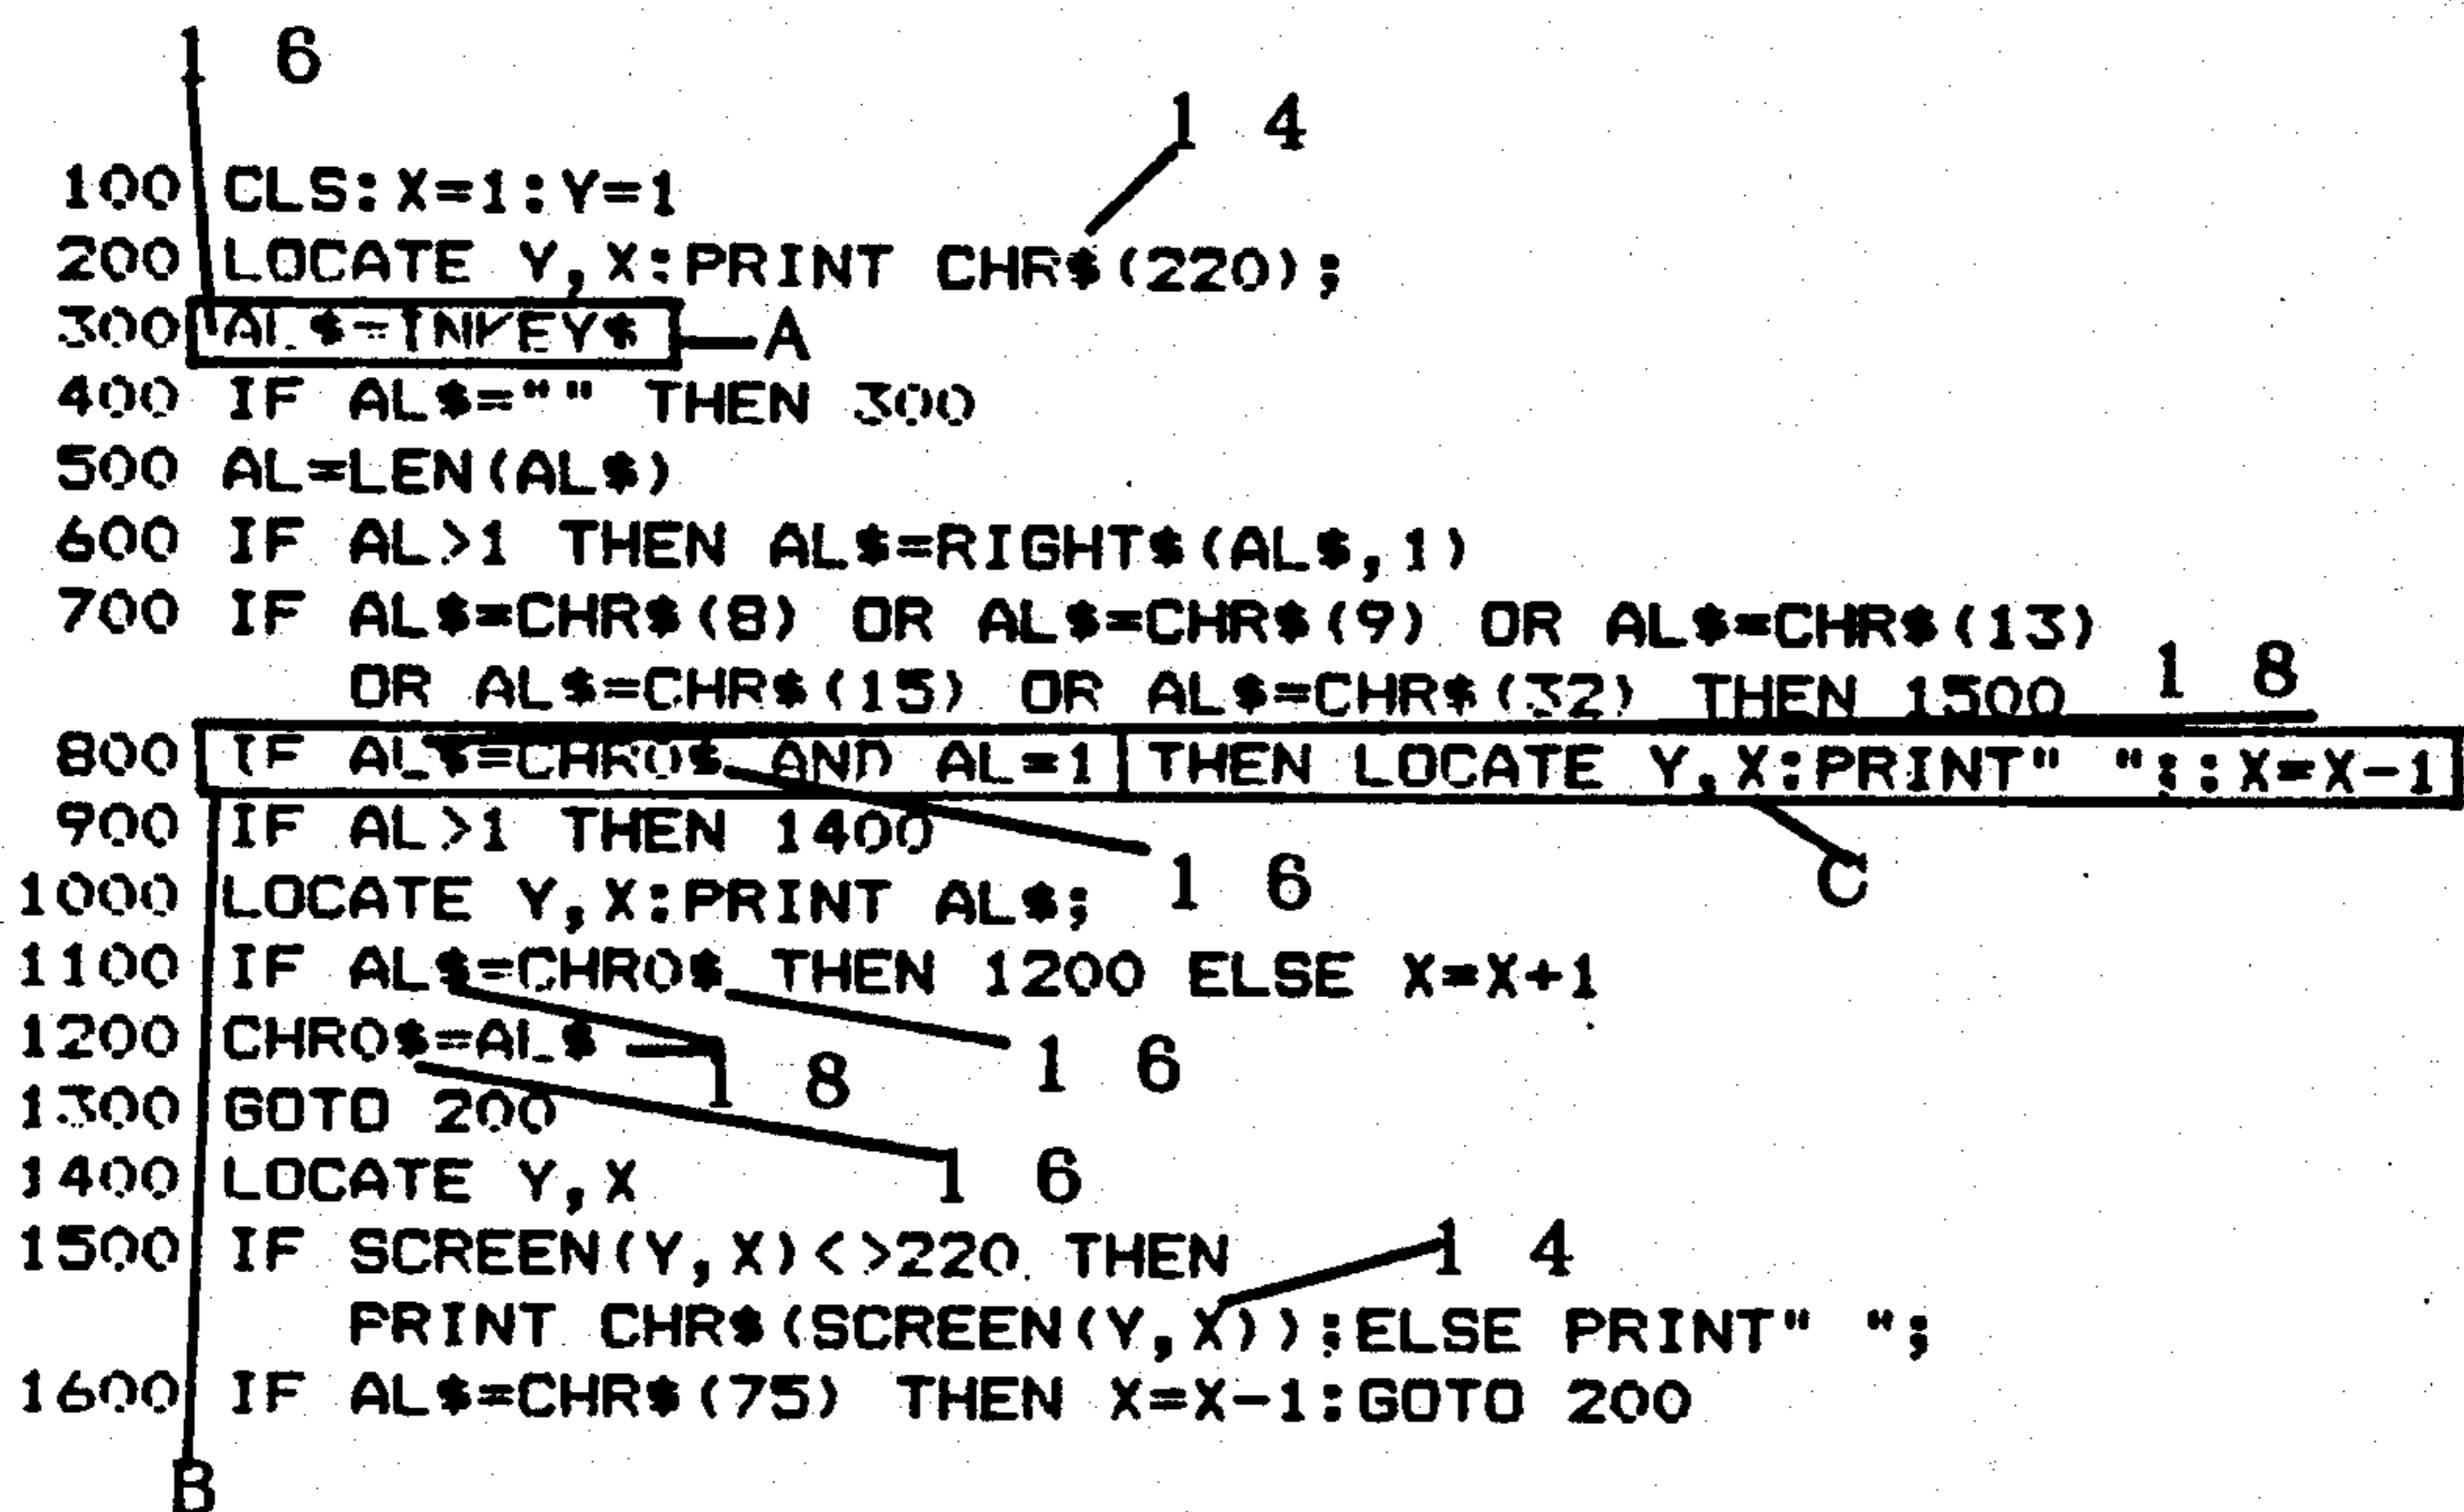 1 6
1 4
100 CLS:X=1:Y=1
200 LOCATE Y,X:PRINT CHR$(220);
300 AL$=INKEY$ A
400 IF AL$="" THEN 300
500 AL=LEN(AL$)
600 IF AL>1 THEN AL$=RIGHT$(AL$,1)
700 IF AL$=CHR$(8) OR AL$=CHR$(9) OR AL$=CHR$(13)
OR AL$=CHR$(15) OR AL$=CHR$(32) THEN 1500 1 8
800 IF AL$=CHRO$ AND AL=1 THEN LOCATE Y,X:PRINT" ";:X=X-1
900 IF AL>1 THEN 1400
1 6 C
1000 LOCATE Y,X:PRINT AL$;
1100 IF AL$=CHRO$ THEN 1200 ELSE X=X+1
1200 CHRO$=AL$ 1 8 1 6
1300 GOTO 200
1400 LOCATE Y,X 1 6
1500 IF SCREEN(Y,X)<>220 THEN 1 4
PRINT CHR$(SCREEN(Y,X));ELSE PRINT" ";
1600 IF AL$=CHR$(75) THEN X=X-1:GOTO 200
B